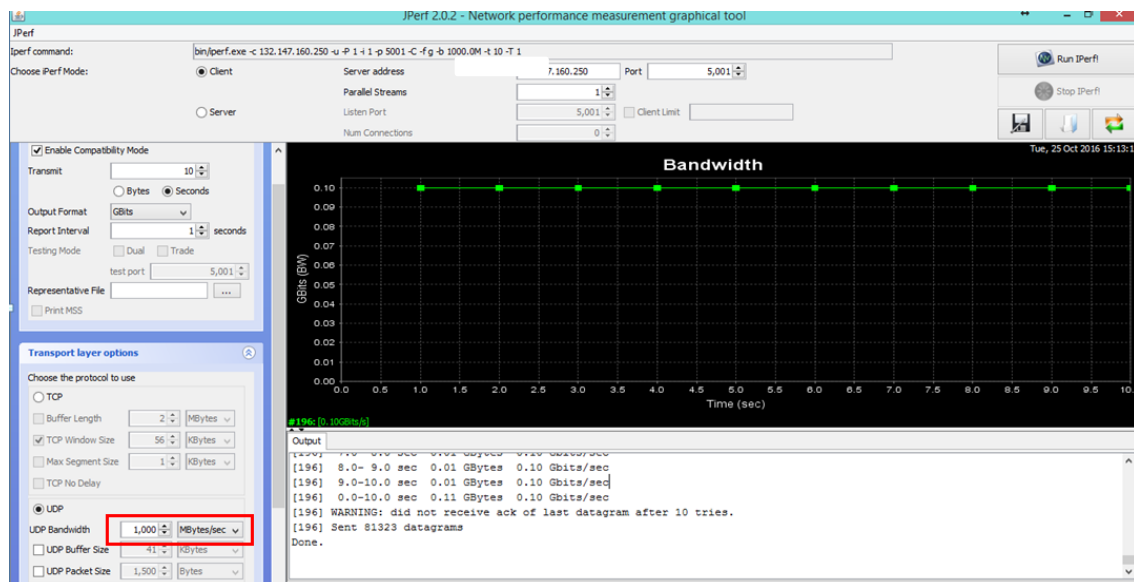 JPerf 2.0.2 - Network performance measurement graphical tool
JPerf
Iperf command:
bin/iperf.exe -c 132.147.160.250 -u -P 1 -i 1 -p 5001 -C -f g -b 1000.0M -t 10 -T 1
Choose iPerf Mode:
Client
Server address
7.160.250
Port
5,001
Parallel Streams
1
Server
Listen Port
5,001
Client Limit
Num Connections
0
Run IPerf!
Stop IPerf!
Enable Compatibility Mode
Transmit
10
Bytes
Seconds
Output Format
GBits
Report Interval
1
seconds
Testing Mode
Dual
Trade
test port
5,001
Representative File
...
Print MSS
Transport layer options
Choose the protocol to use
TCP
Buffer Length
2
MBytes
TCP Window Size
56
KBytes
Max Segment Size
1
KBytes
TCP No Delay
UDP
UDP Bandwidth
1,000
MBytes/sec
UDP Buffer Size
41
KBytes
UDP Packet Size
1,500
Bytes
Tue, 25 Oct 2016 15:13:1
Bandwidth
GBits (BW)
0.10
0.09
0.08
0.07
0.06
0.05
0.04
0.03
0.02
0.01
0.00
0.0 0.5 1.0 1.5 2.0 2.5 3.0 3.5 4.0 4.5 5.0 5.5 6.0 6.5 7.0 7.5 8.0 8.5 9.0 9.5 10.
Time (sec)
#196: [0.10GBits/s]
Output
[196] 8.0- 9.0 sec 0.01 GBytes 0.10 Gbits/sec
[196] 9.0-10.0 sec 0.01 GBytes 0.10 Gbits/sec
[196] 0.0-10.0 sec 0.11 GBytes 0.10 Gbits/sec
[196] WARNING: did not receive ack of last datagram after 10 tries.
[196] Sent 81323 datagrams
Done.